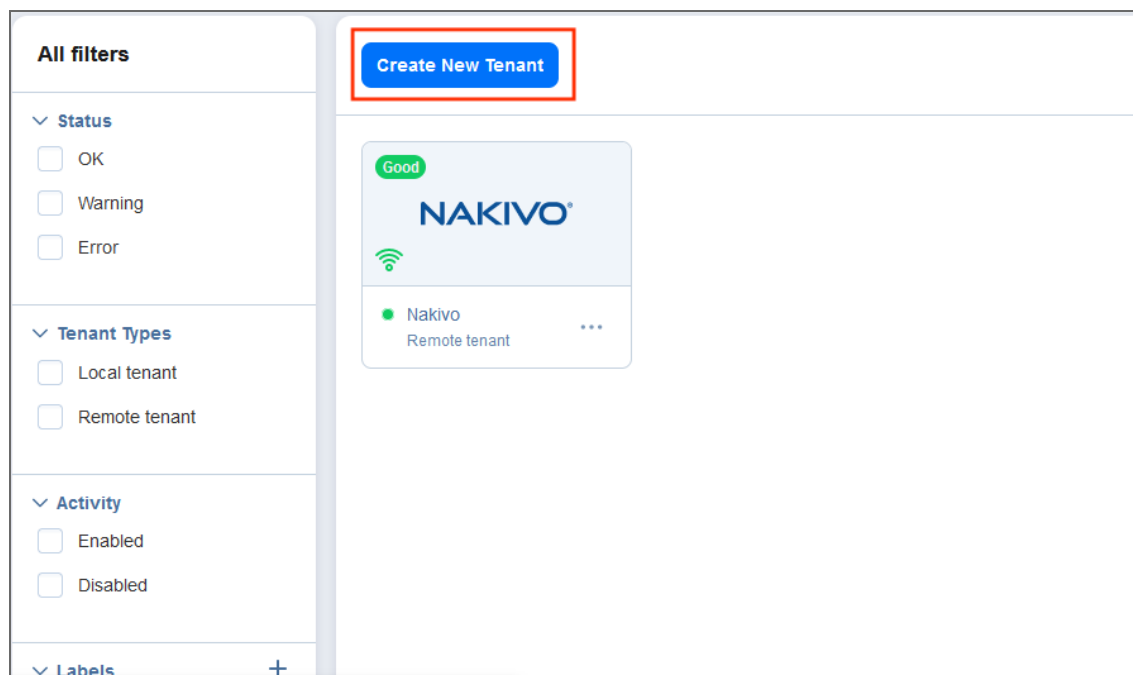 All filters
Status
OK
Warning
Error
Tenant Types
Local tenant
Remote tenant
Activity
Enabled
Disabled
Labels
Create New Tenant
Good
NAKIVO®
Nakivo
Remote tenant